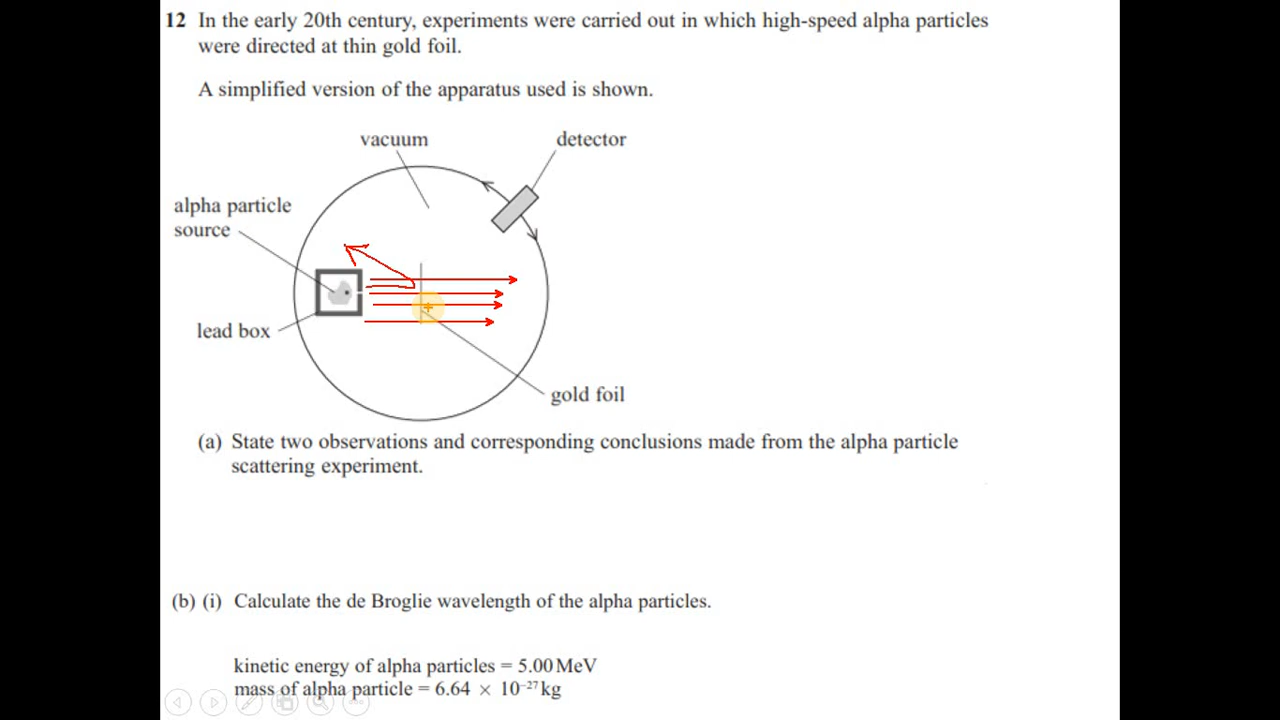 12 In the early 20th century, experiments were carried out in which high-speed alpha particles
were directed at thin gold foil.
A simplified version of the apparatus used is shown.
vacuum
detector
alpha particle
source
lead box
gold foil
(a) State two observations and corresponding conclusions made from the alpha particle
scattering experiment.
(b) (i) Calculate the de Broglie wavelength of the alpha particles.
kinetic energy of alpha particles = 5.00 MeV
mass of alpha particle = 6.64 × 10⁻²⁷ kg